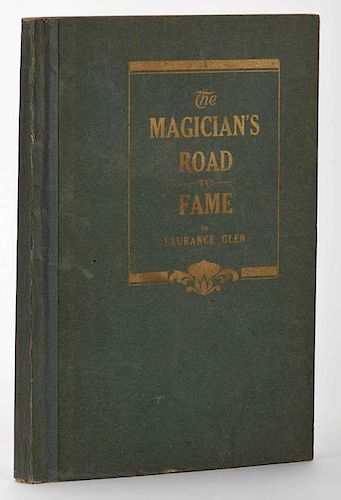 The
MAGICIAN'S
ROAD
TO
FAME
by
LAURANCE GLEN